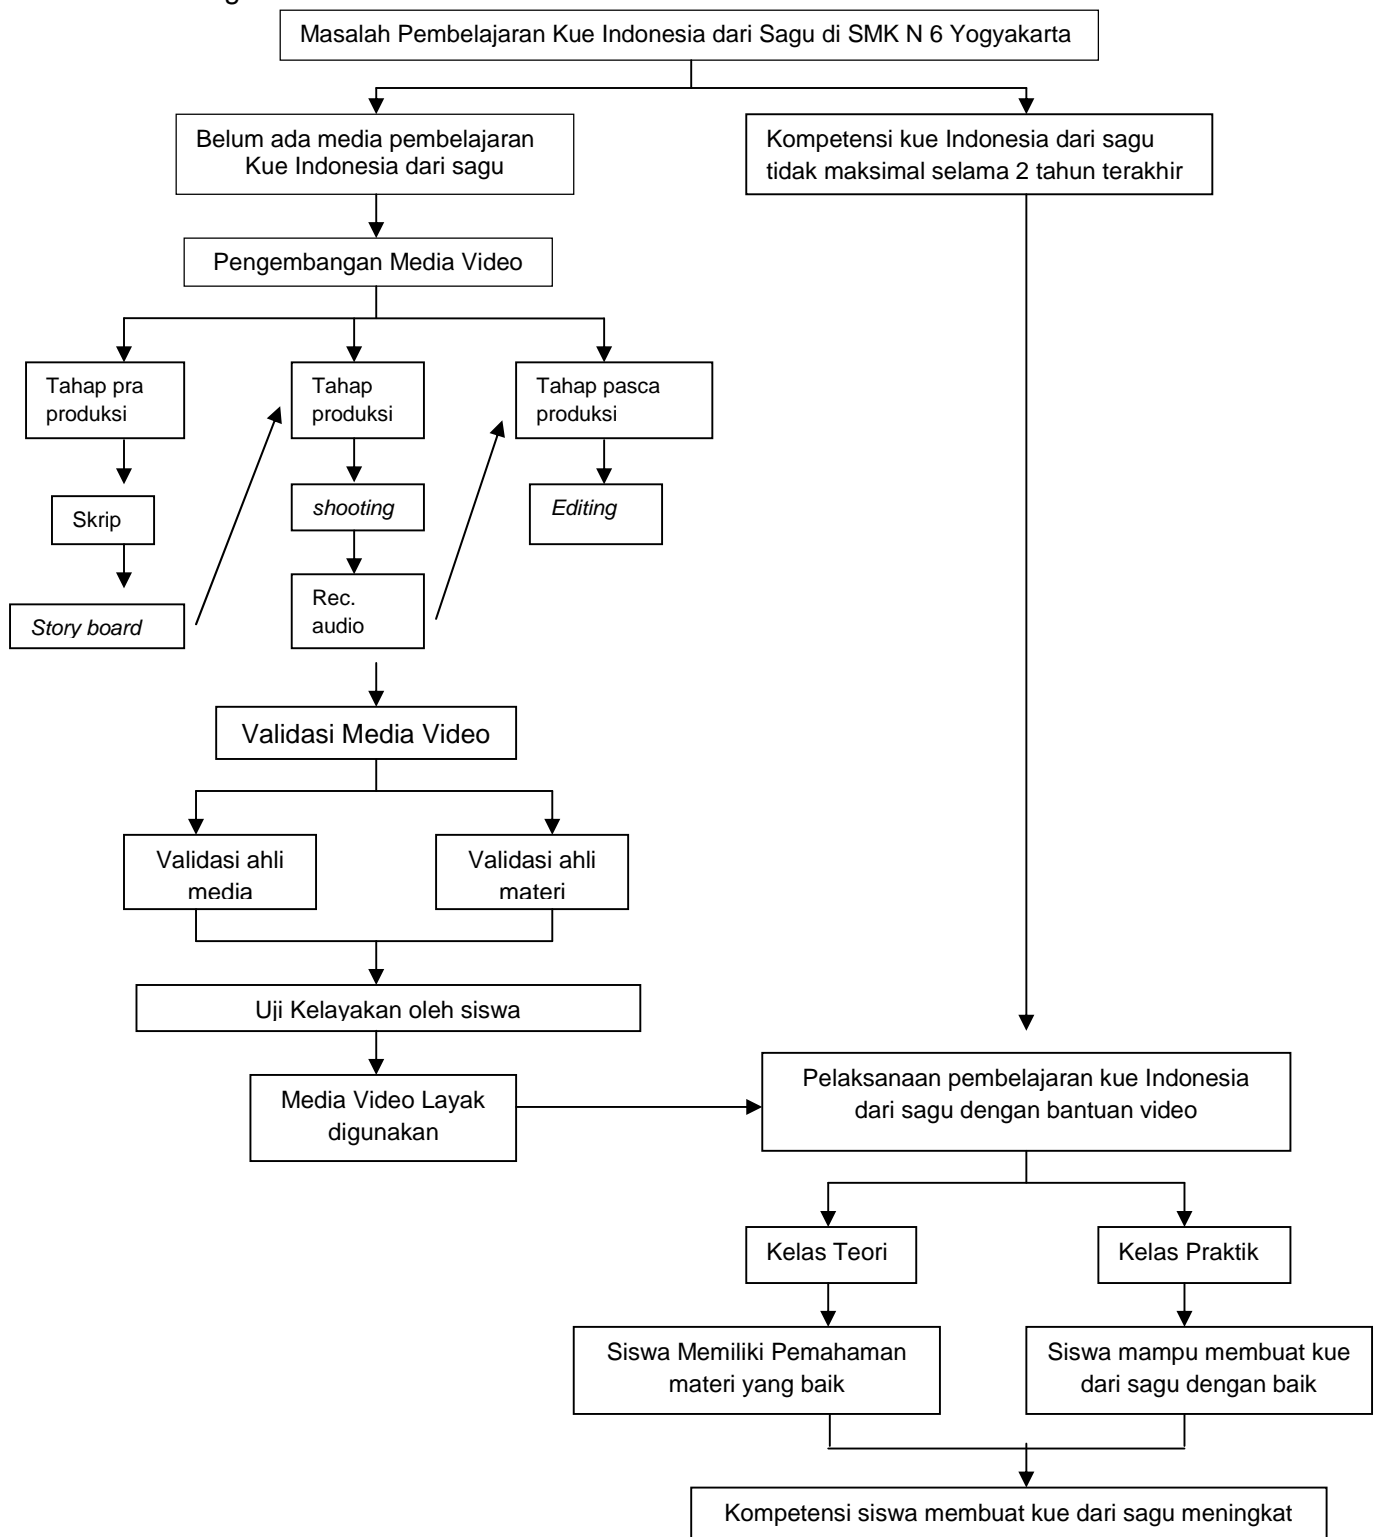 Masalah Pembelajaran Kue Indonesia dari Sagu di SMK N 6 Yogyakarta
Belum ada media pembelajaran
Kue Indonesia dari sagu
Kompetensi kue Indonesia dari sagu
tidak maksimal selama 2 tahun terakhir
Pengembangan Media Video
Tahap pra
produksi
Tahap
produksi
Tahap pasca
produksi
Skrip
shooting
Editing
Story board
Rec.
audio
Validasi Media Video
Validasi ahli
media
Validasi ahli
materi
Uji Kelayakan oleh siswa
Media Video Layak
digunakan
Pelaksanaan pembelajaran kue Indonesia
dari sagu dengan bantuan video
Kelas Teori
Kelas Praktik
Siswa Memiliki Pemahaman
materi yang baik
Siswa mampu membuat kue
dari sagu dengan baik
Kompetensi siswa membuat kue dari sagu meningkat